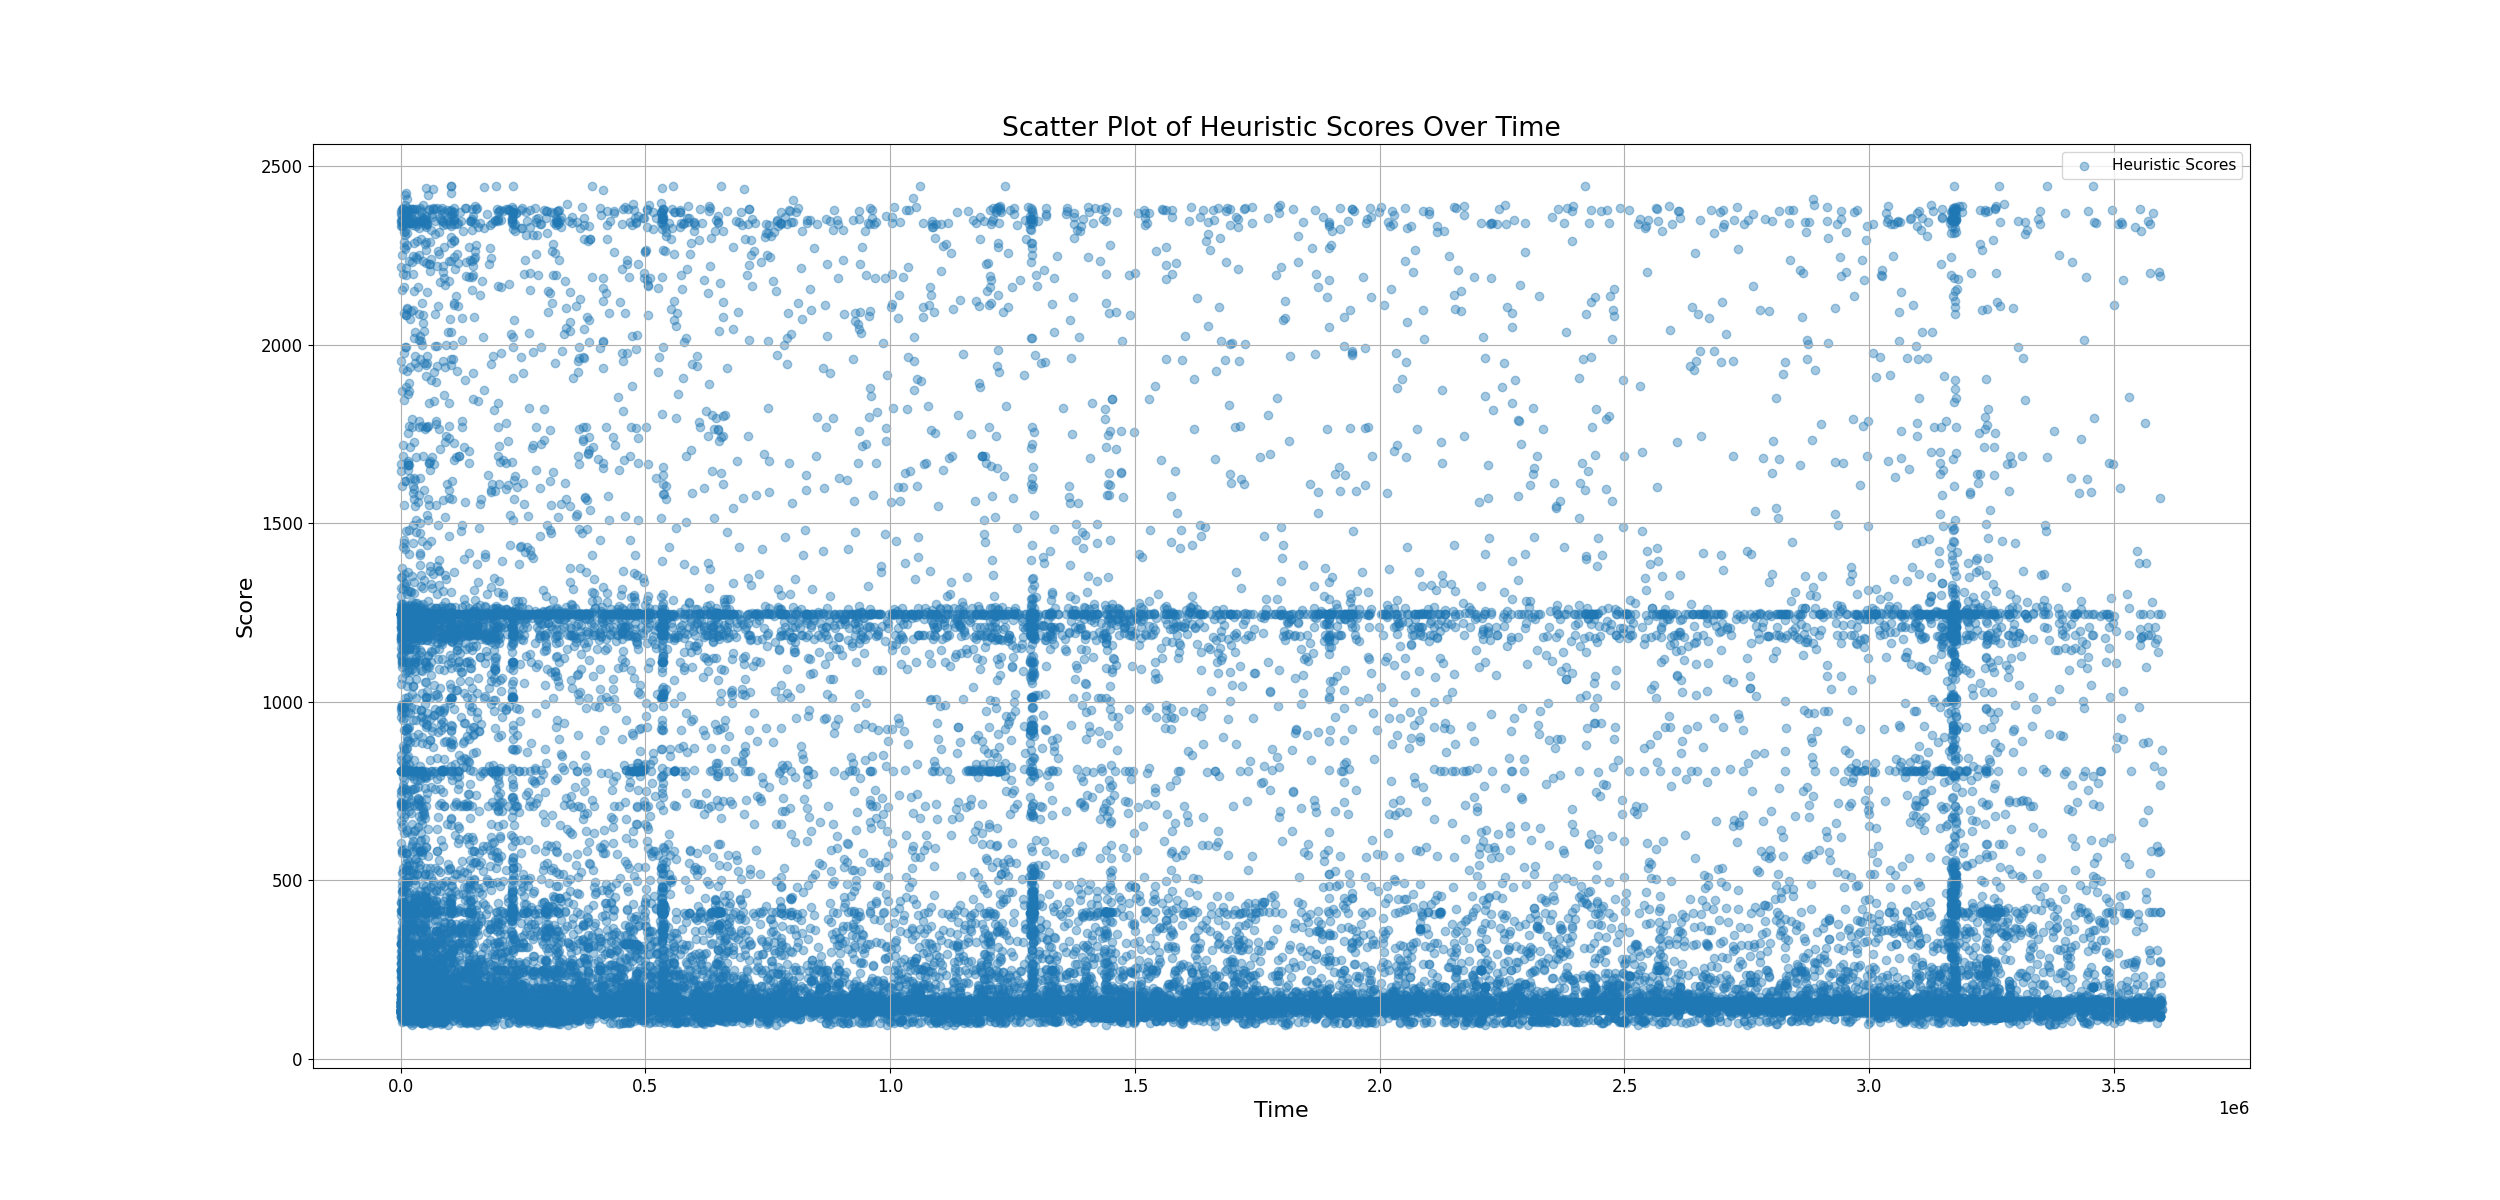 Scatter Plot of Heuristic Scores Over Time
Heuristic Scores
2500
2000
1500
1000
500
0
Score
0.0 0.5 1.0 1.5 2.0 2.5 3.0 3.5
1e6
Time